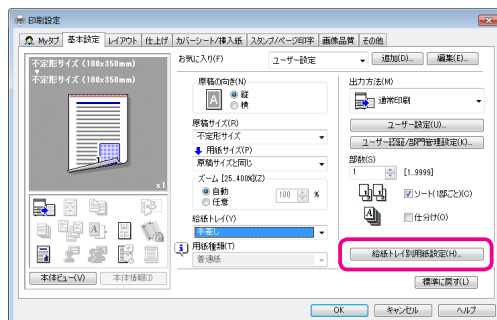 印刷設定
Myタブ 基本設定 レイアウト 仕上げ カバーシート/挿入紙 スタンプ/ページ印字 画像品質 その他
不定形サイズ (100x350mm)
不定形サイズ (100x350mm)
x1
本体ビュー(V) 本体情報(I)
お気に入り(F) ユーザー設定 追加(D)... 編集(E)...
原稿の向き(N)
A
縦
横
原稿サイズ(R)
不定形サイズ
用紙サイズ(P)
原稿サイズと同じ
ズーム [25..400%](Z)
自動
任意
100 %
給紙トレイ(Y)
手差し
用紙種類(T)
普通紙
出力方法(M)
通常印刷
ユーザー設定(U)...
ユーザー認証/部門管理設定(K)...
部数(S)
1 [1..9999]
ソート(1部ごと)(C)
仕分け(O)
給紙トレイ別用紙設定(H)...
標準に戻す(L)
OK キャンセル ヘルプ